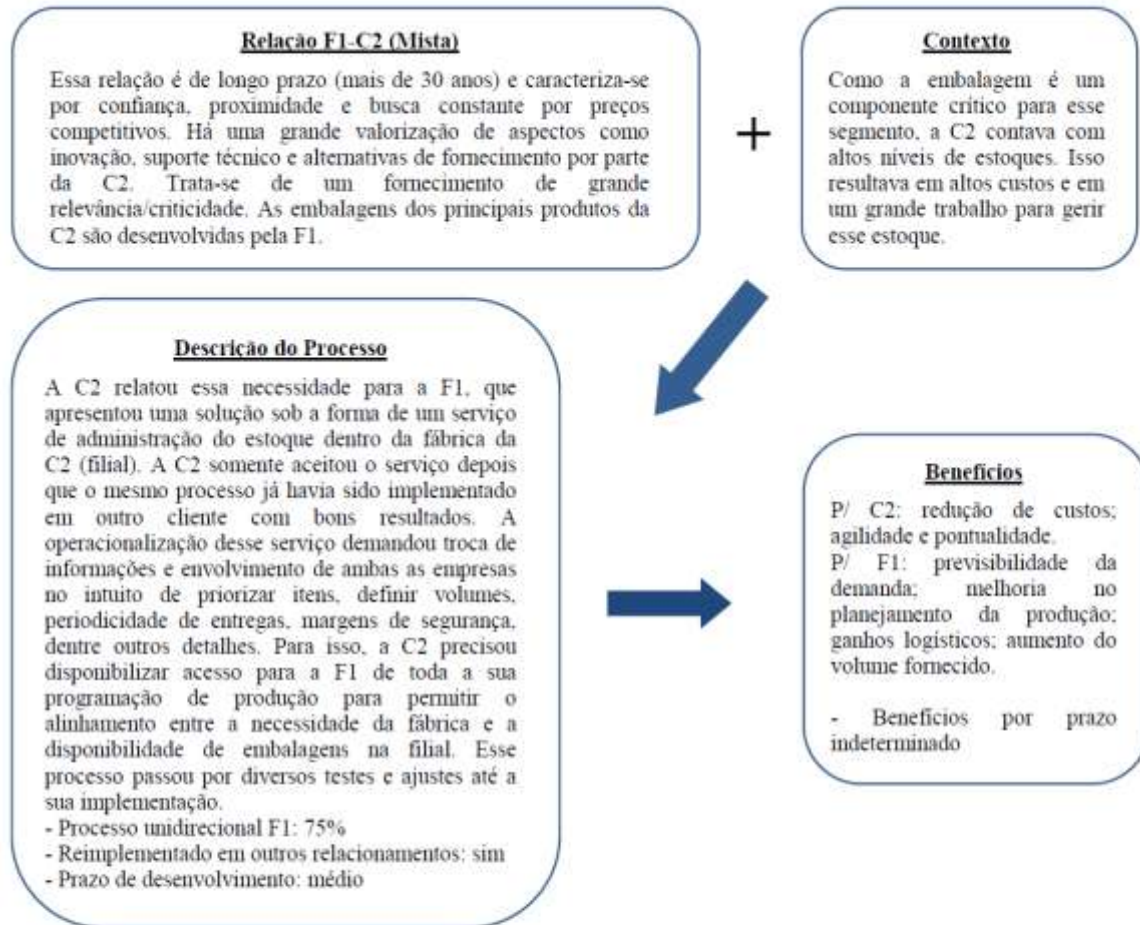 Relação F1-C2 (Mista)
Essa relação é de longo prazo (mais de 30 anos) e caracteriza-se
por confiança, proximidade e busca constante por preços
competitivos. Há uma grande valorização de aspectos como
inovação, suporte técnico e alternativas de fornecimento por parte
da C2. Trata-se de um fornecimento de grande
relevância/criticidade. As embalagens dos principais produtos da
C2 são desenvolvidas pela F1.
+
Contexto
Como a embalagem é um
componente crítico para esse
segmento, a C2 contava com
altos níveis de estoques. Isso
resultava em altos custos e em
um grande trabalho para gerir
esse estoque.
Descrição do Processo
A C2 relatou essa necessidade para a F1, que
apresentou uma solução sob a forma de um serviço
de administração do estoque dentro da fábrica da
C2 (filial). A C2 somente aceitou o serviço depois
que o mesmo processo já havia sido implementado
em outro cliente com bons resultados. A
operacionalização desse serviço demandou troca de
informações e envolvimento de ambas as empresas
no intuito de priorizar itens, definir volumes,
periodicidade de entregas, margens de segurança,
dentre outros detalhes. Para isso, a C2 precisou
disponibilizar acesso para a F1 de toda a sua
programação de produção para permitir o
alinhamento entre a necessidade da fábrica e a
disponibilidade de embalagens na filial. Esse
processo passou por diversos testes e ajustes até a
sua implementação.
- Processo unidirecional F1: 75%
- Reimplementado em outros relacionamentos: sim
- Prazo de desenvolvimento: médio
Benefícios
P/ C2: redução de custos;
agilidade e pontualidade.
P/ F1: previsibilidade da
demanda; melhoria no
planejamento da produção;
ganhos logísticos; aumento do
volume fornecido.
- Benefícios por prazo
indeterminado